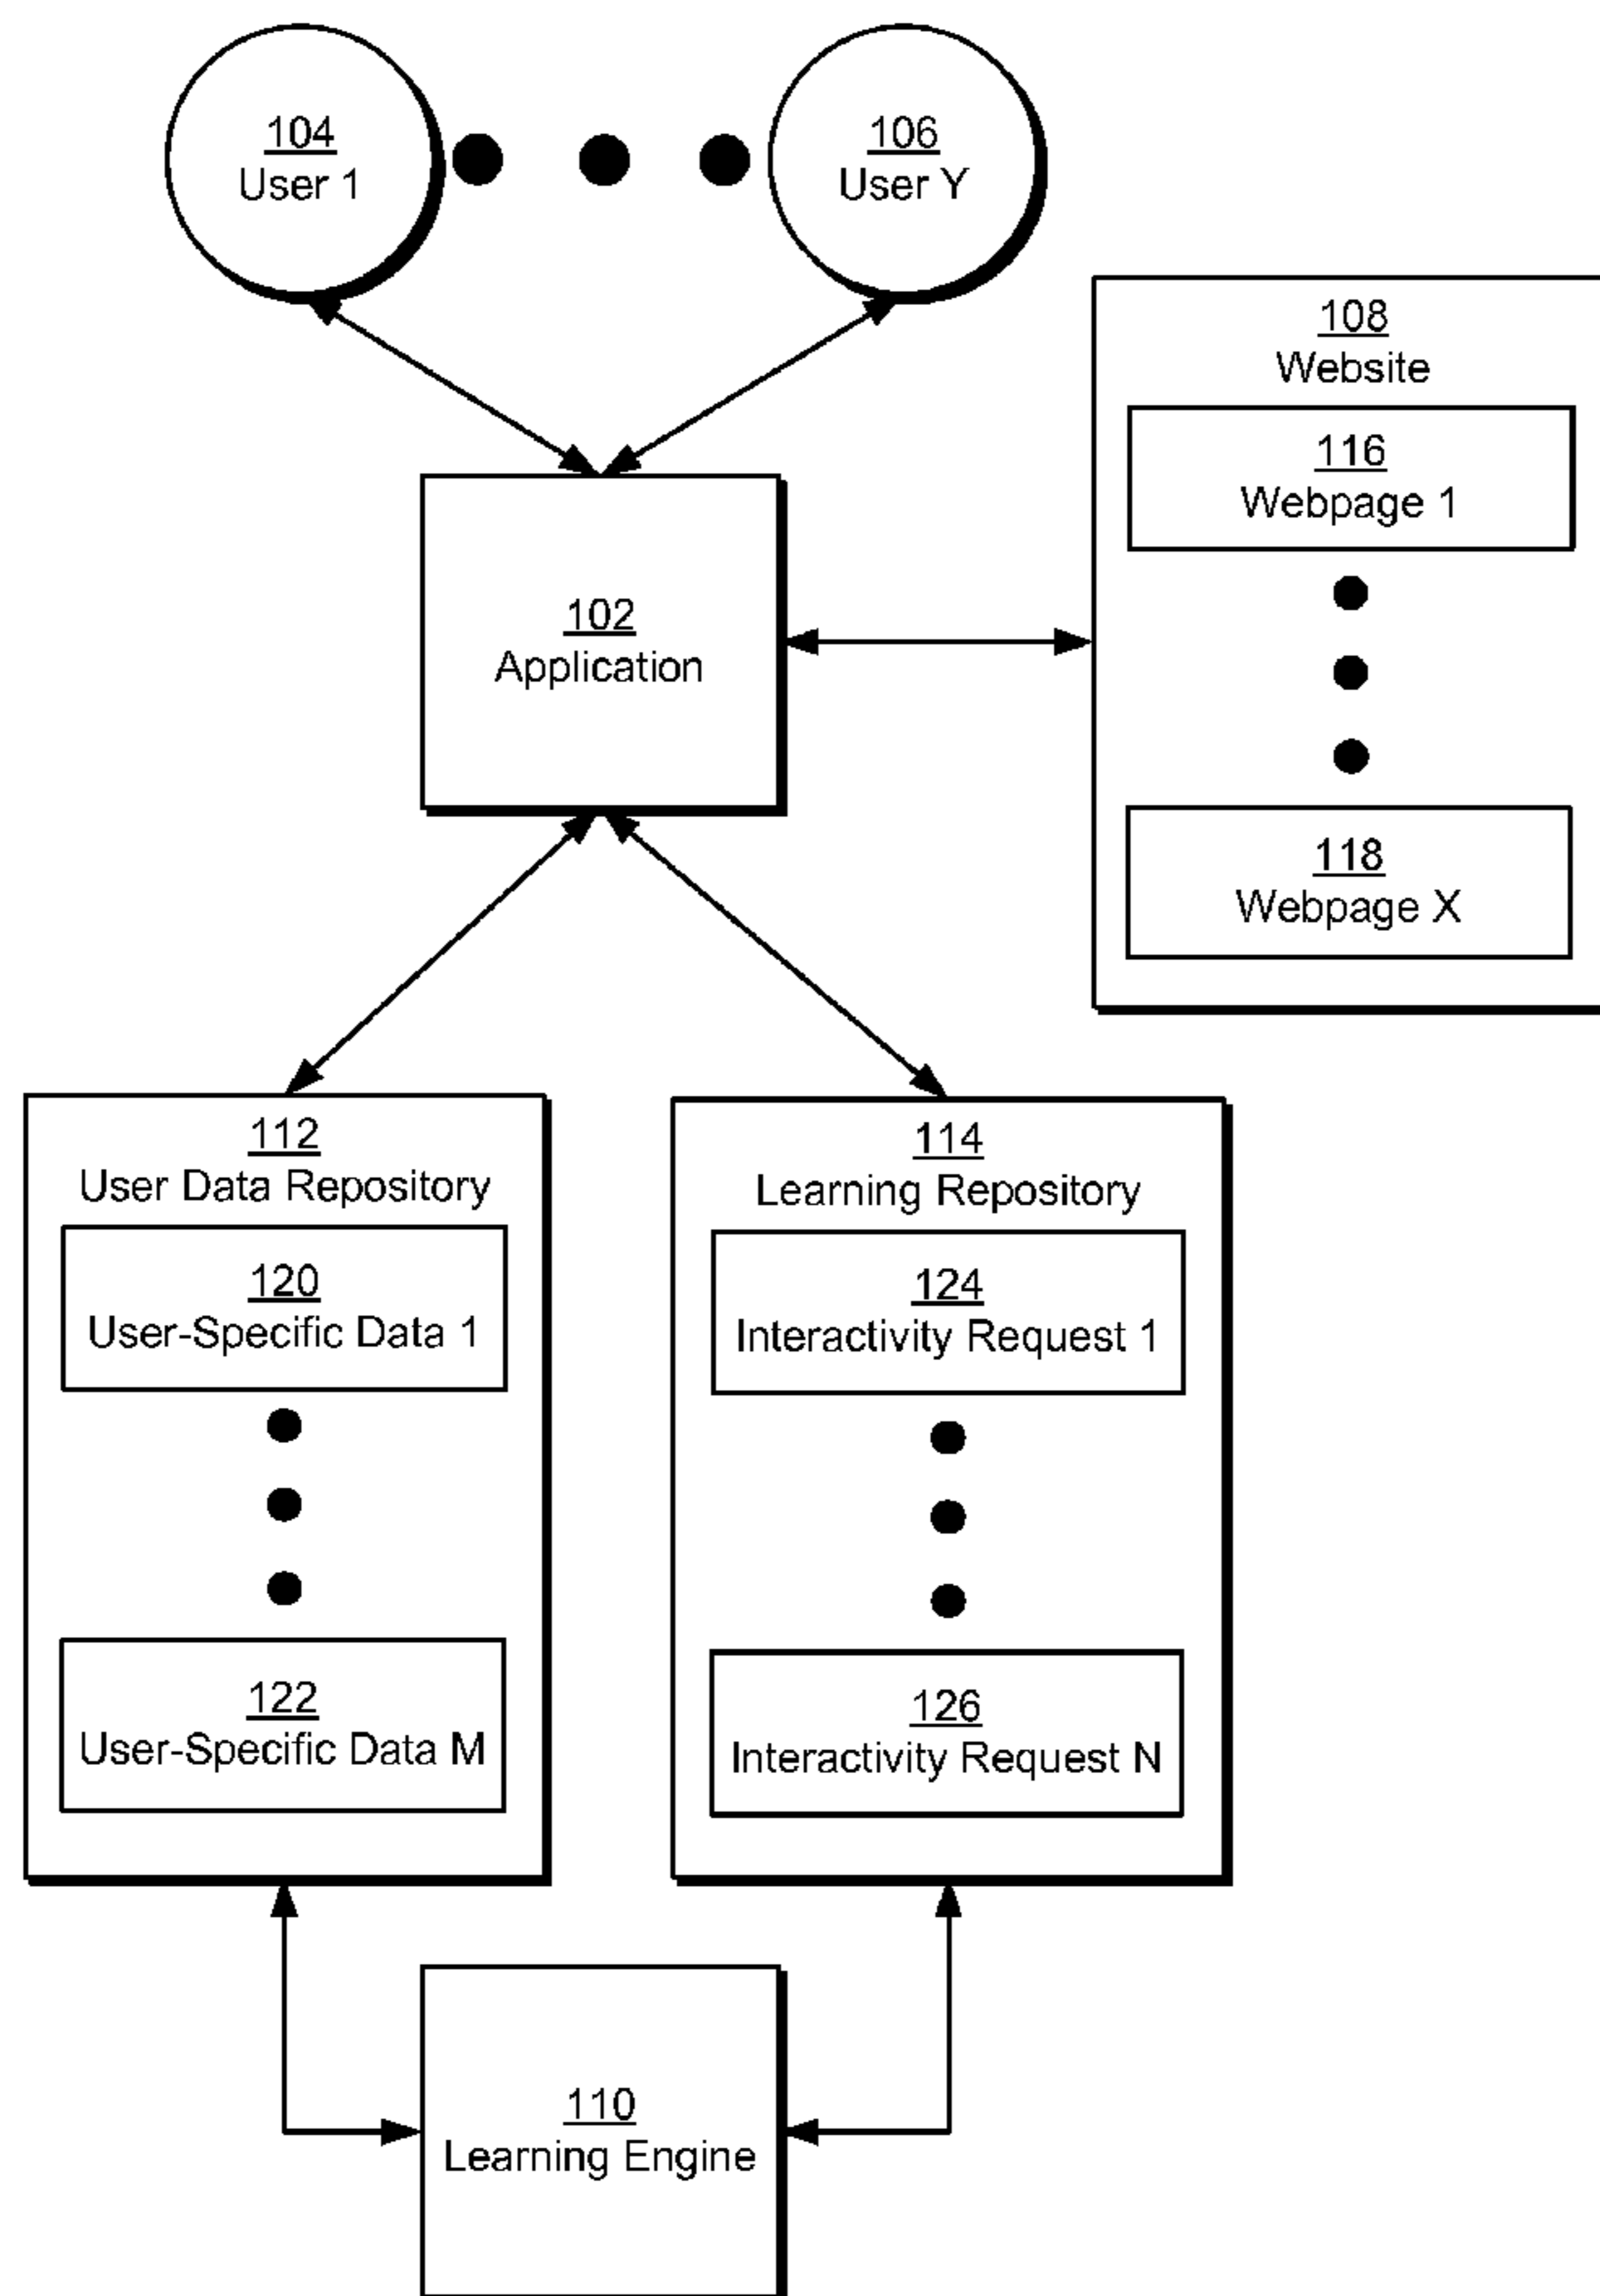 104
User 1
106
User Y
108
Website
116
Webpage 1
118
Webpage X
102
Application
112
User Data Repository
120
User-Specific Data 1
122
User-Specific Data M
114
Learning Repository
124
Interactivity Request 1
126
Interactivity Request N
110
Learning Engine